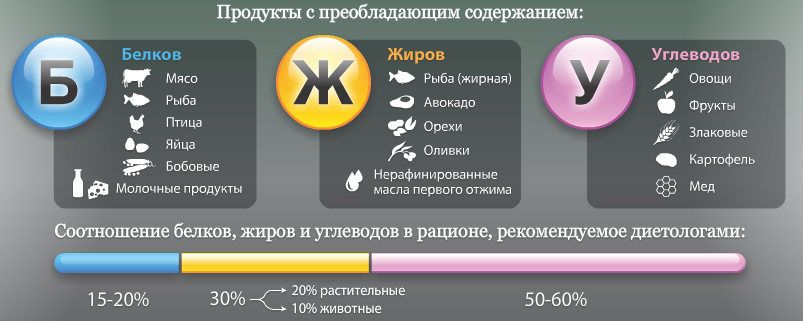 Продукты с преобладающим содержанием:
Б
Белков
Мясо
Рыба
Птица
Яйца
Бобовые
Молочные продукты
Ж
Жиров
Рыба (жирная)
Авокадо
Орехи
Оливки
Нерафинированные
масла первого отжима
У
Углеводов
Овощи
Фрукты
Злаковые
Картофель
Мед
Соотношение белков, жиров и углеводов в рационе, рекомендуемое диетологами:
15-20%
30%
20% растительные
10% животные
50-60%